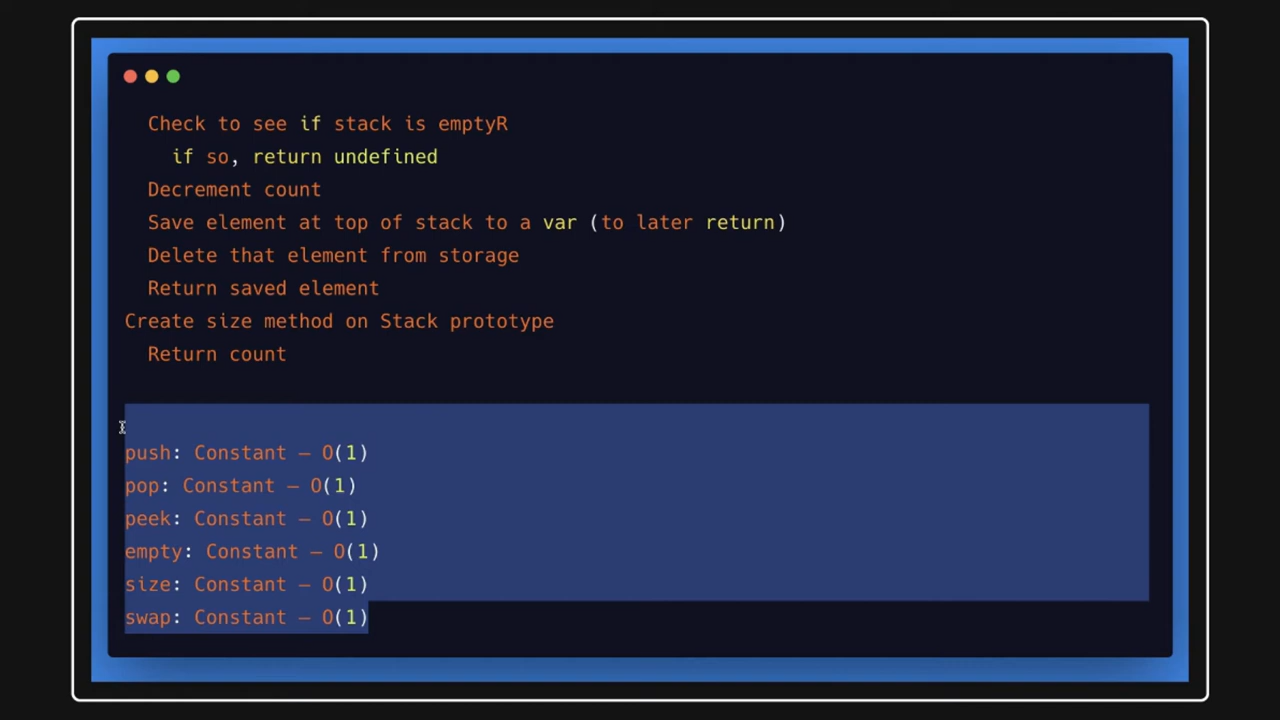 Check to see if stack is emptyR
if so, return undefined
Decrement count
Save element at top of stack to a var (to later return)
Delete that element from storage
Return saved element
Create size method on Stack prototype
Return count
push: Constant – O(1)
pop: Constant – O(1)
peek: Constant – O(1)
empty: Constant – O(1)
size: Constant – O(1)
swap: Constant – O(1)